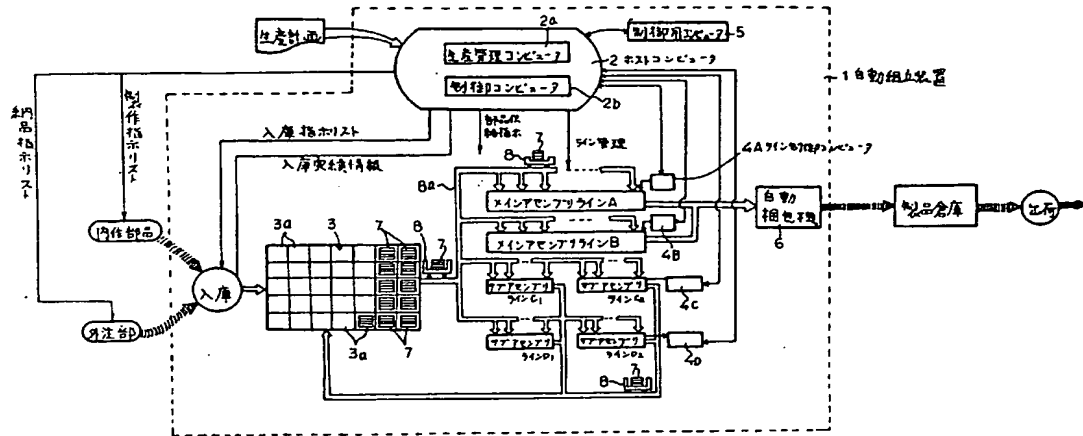 生産計画
2a
生産管理コンピュータ
2 ホストコンピュータ
制御コンピュータ
2b
制御用コンピュータ
5
1 自動組立装置
納品指示リスト
製作指示リスト
入庫指示リスト
入庫実績情報
部品供給指示
ライン管理
7
8
8a
4A ライン制御コンピュータ
メインアセンブリラインA
メインアセンブリラインB
4B
自動梱包機
6
製品倉庫
出荷
内作部品
外注部
入庫
3a
3
7
8
7
サブアセンブリラインC₁
サブアセンブリラインC₂
4C
サブアセンブリラインD₁
サブアセンブリラインD₂
4D
3a
7
8
7